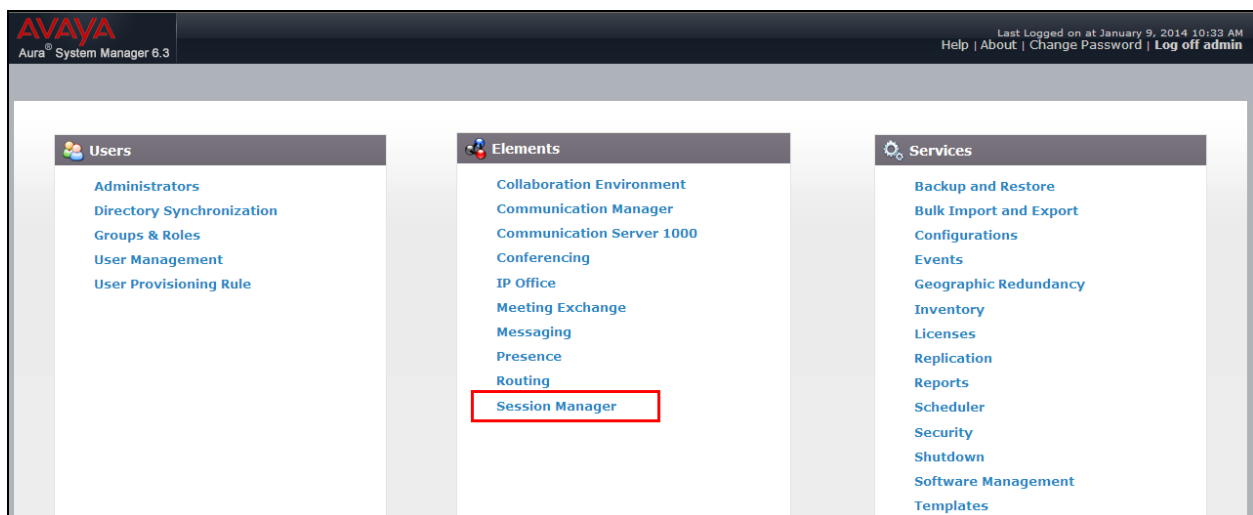 AVAYA
Aura® System Manager 6.3
Last Logged on at January 9, 2014 10:33 AM
Help | About | Change Password | Log off admin
Users
Administrators
Directory Synchronization
Groups & Roles
User Management
User Provisioning Rule
Elements
Collaboration Environment
Communication Manager
Communication Server 1000
Conferencing
IP Office
Meeting Exchange
Messaging
Presence
Routing
Session Manager
Services
Backup and Restore
Bulk Import and Export
Configurations
Events
Geographic Redundancy
Inventory
Licenses
Replication
Reports
Scheduler
Security
Shutdown
Software Management
Templates